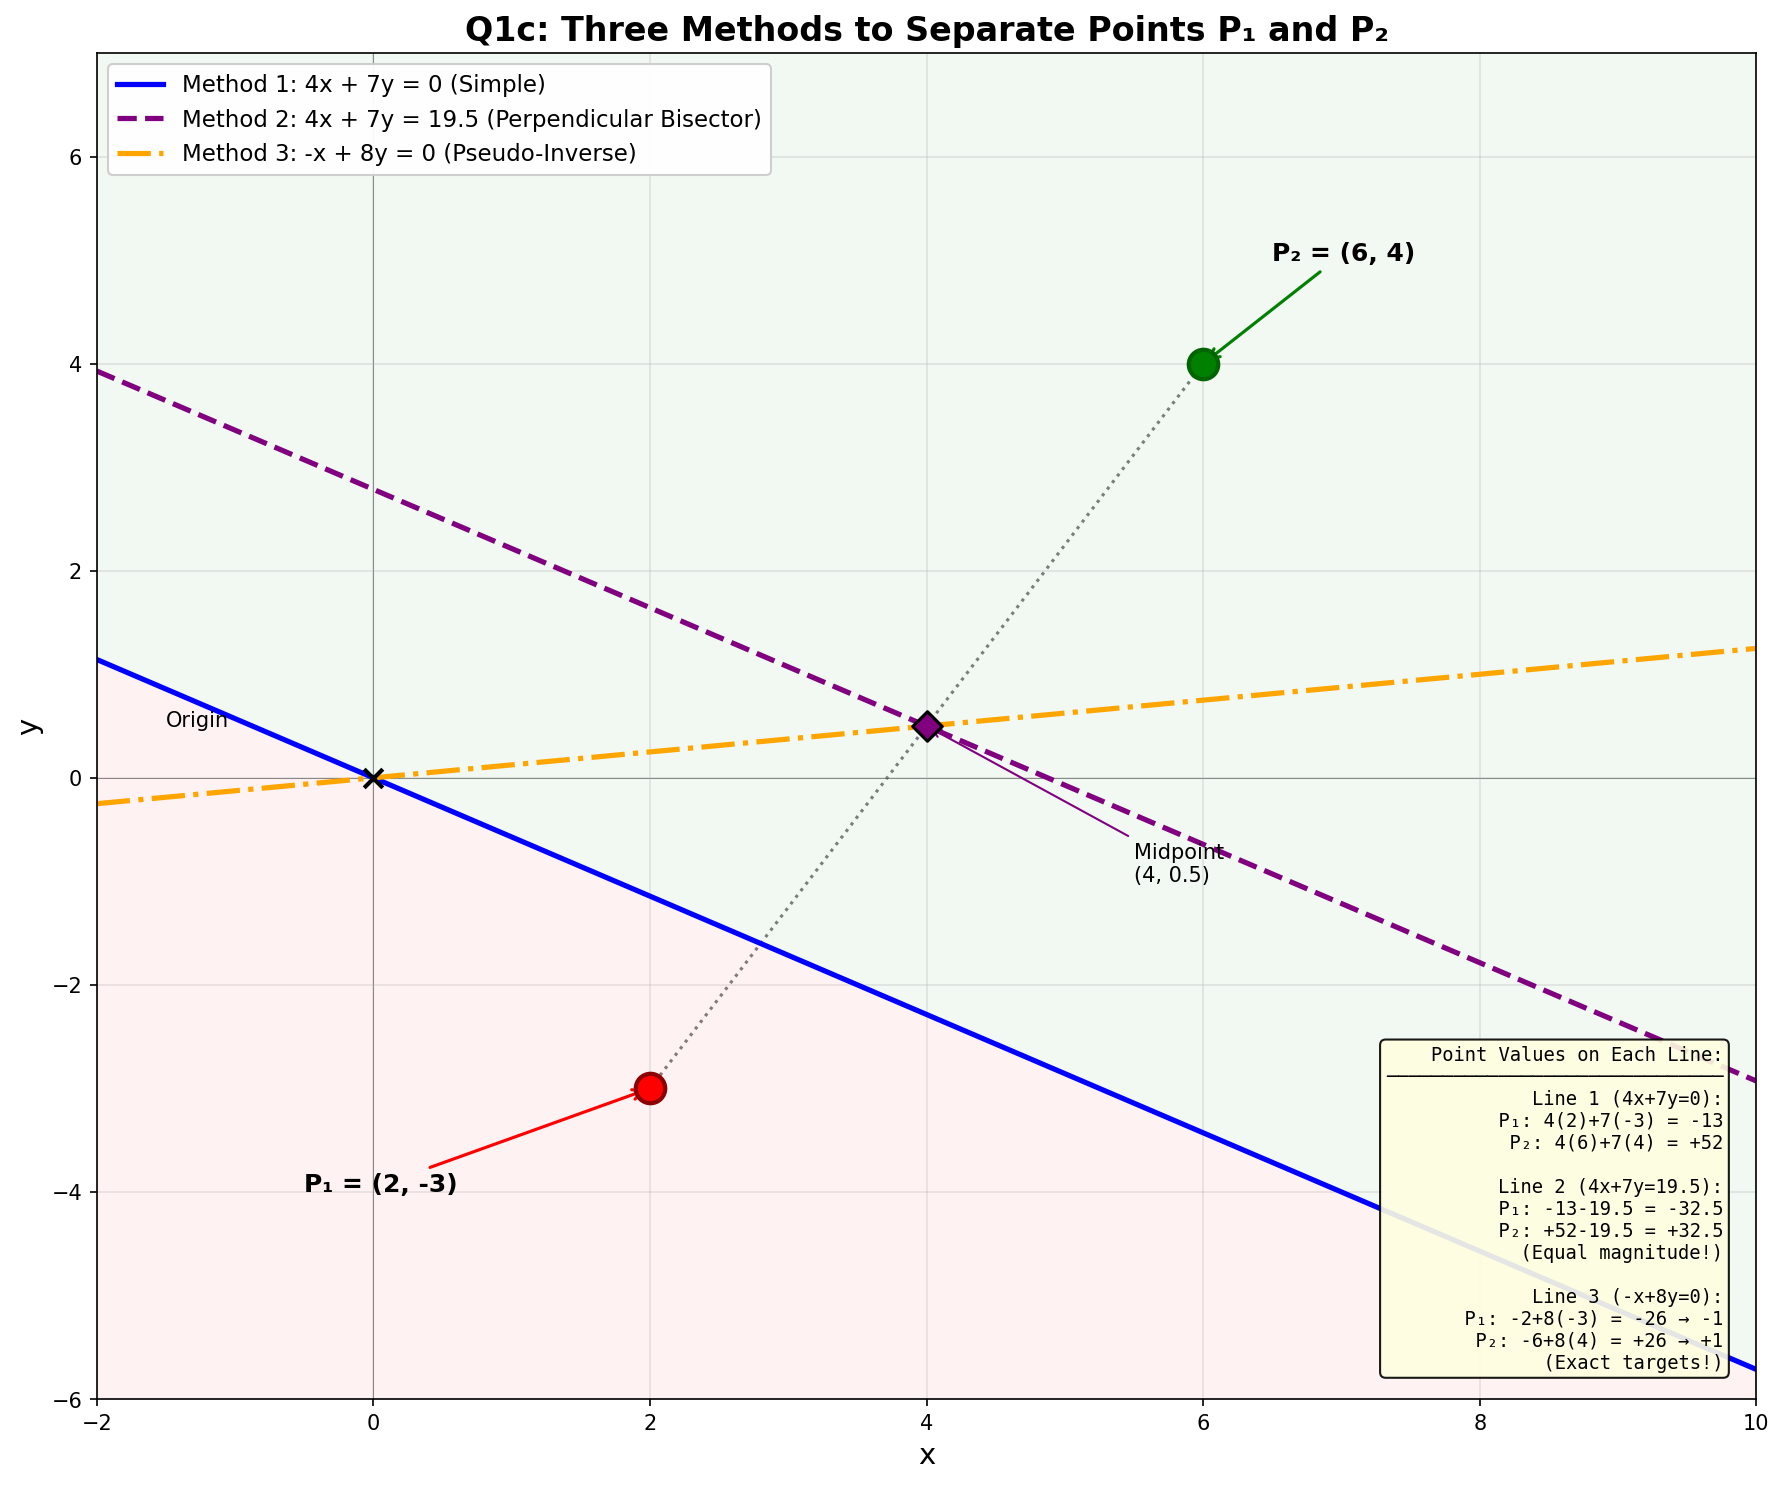 Q1c: Three Methods to Separate Points P₁ and P₂
Method 1: 4x + 7y = 0 (Simple)
Method 2: 4x + 7y = 19.5 (Perpendicular Bisector)
Method 3: -x + 8y = 0 (Pseudo-Inverse)
P₂ = (6, 4)
Origin
Midpoint
(4, 0.5)
P₁ = (2, -3)
Point Values on Each Line:
Line 1 (4x+7y=0):
P₁: 4(2)+7(-3) = -13
P₂: 4(6)+7(4) = +52
Line 2 (4x+7y=19.5):
P₁: -13-19.5 = -32.5
P₂: +52-19.5 = +32.5
(Equal magnitude!)
Line 3 (-x+8y=0):
P₁: -2+8(-3) = -26 → -1
P₂: -6+8(4) = +26 → +1
(Exact targets!)
y
6
4
2
0
−2
−4
−6
−2 0 2 4 6 8 10
x